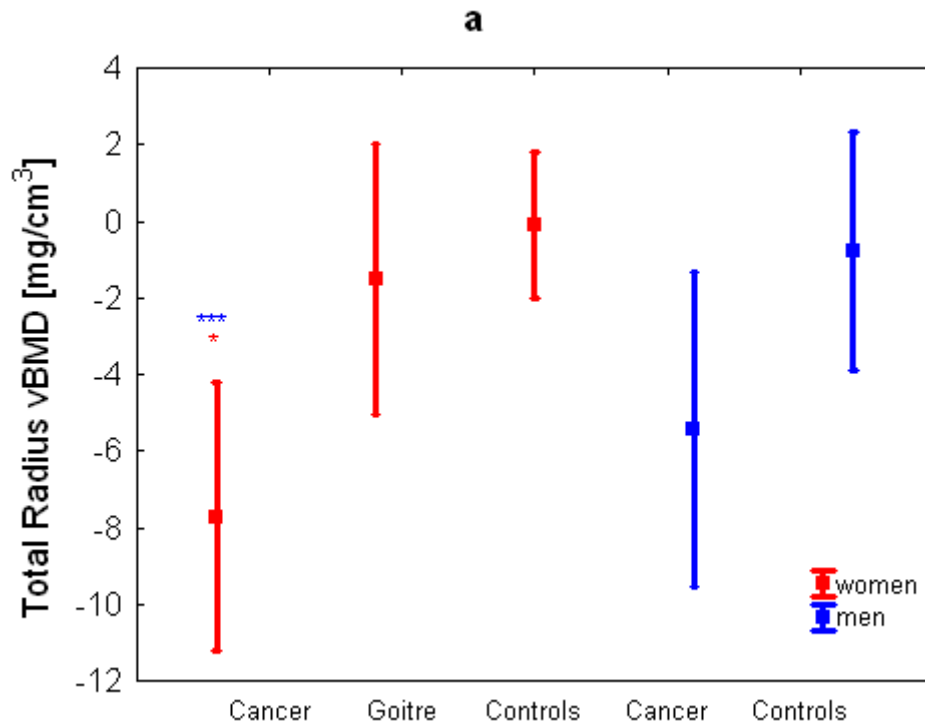 a
Total Radius vBMD [mg/cm³]
4
2
0
-2
-4
-6
-8
-10
-12
***
*
women
men
Cancer Goitre Controls Cancer Controls